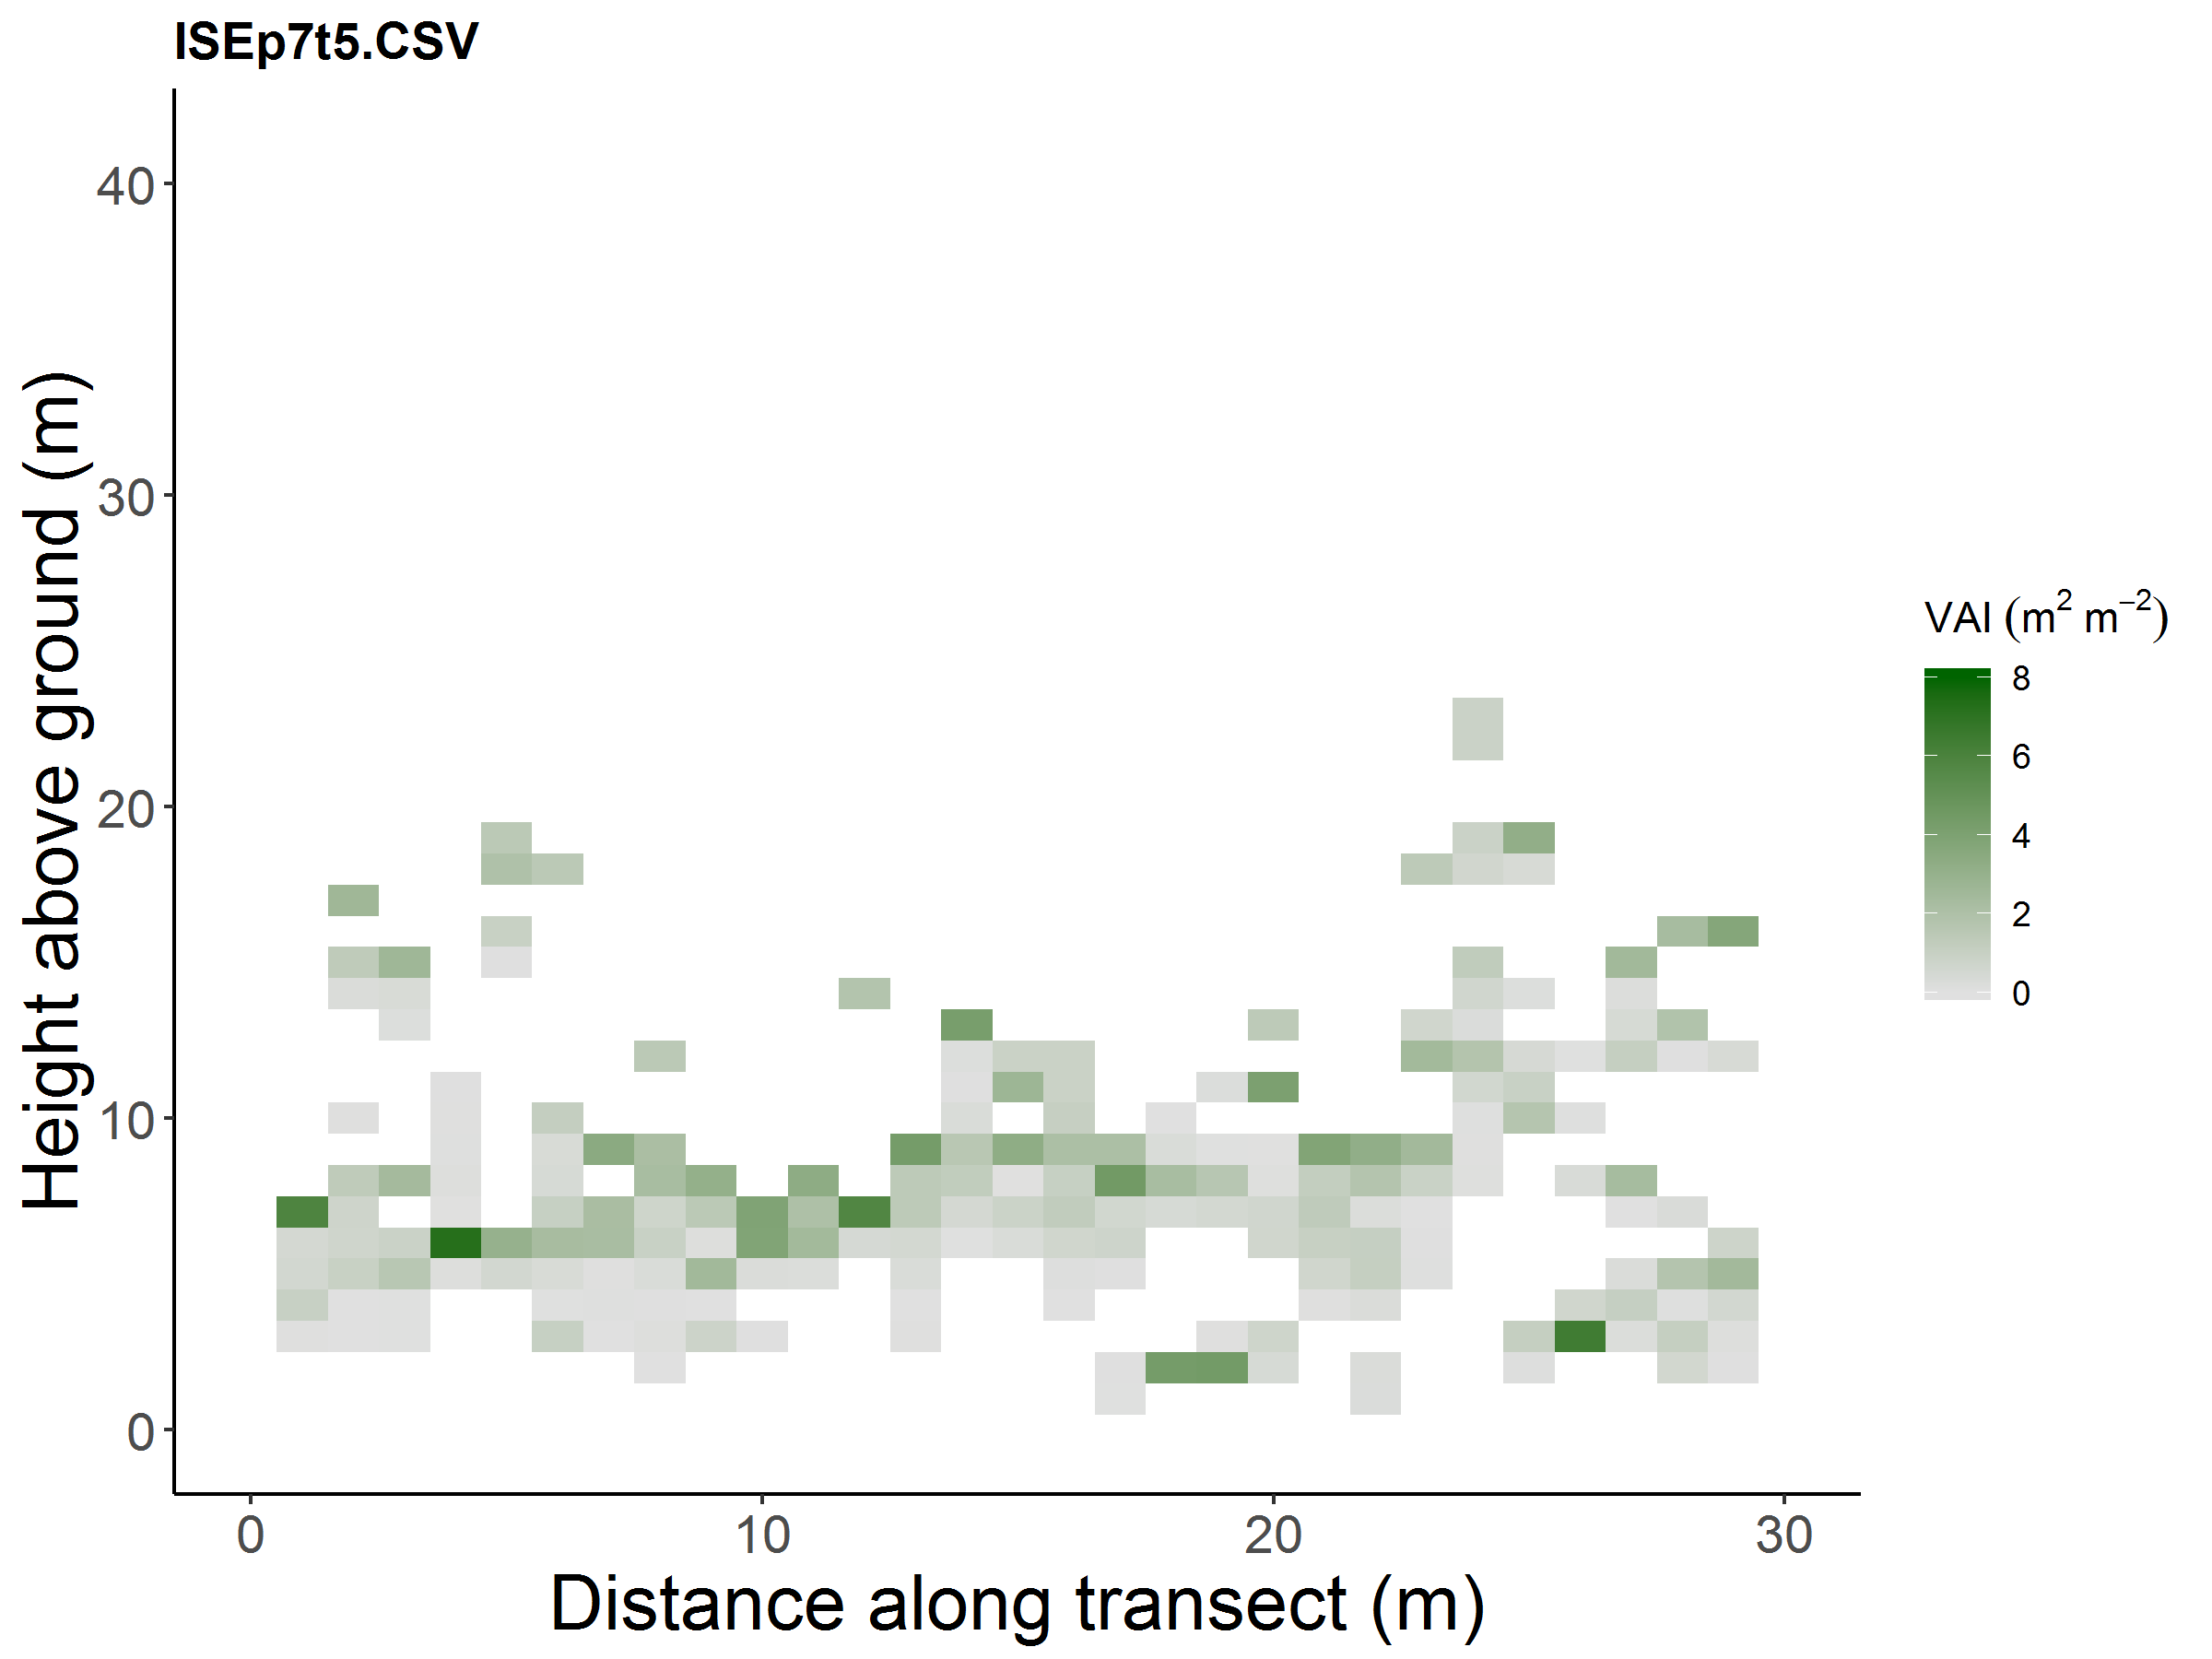 ISEp7t5.CSV
Height above ground (m)
40
30
20
10
0
0 10 20 30
Distance along transect (m)
VAI (m² m⁻²)
8
6
4
2
0